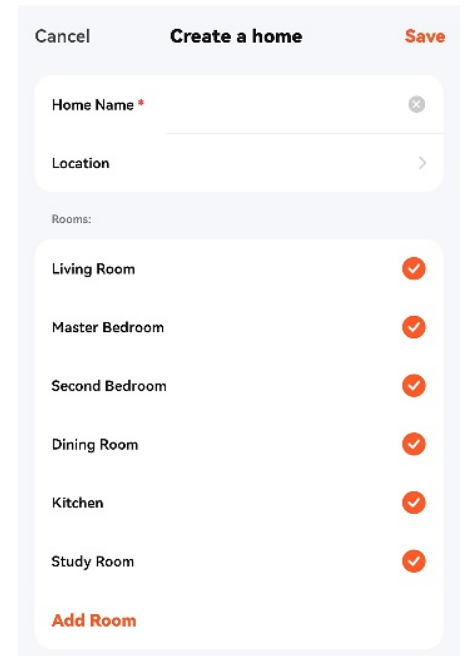 Cancel Create a home Save
Home Name *
Location
Rooms:
Living Room
Master Bedroom
Second Bedroom
Dining Room
Kitchen
Study Room
Add Room